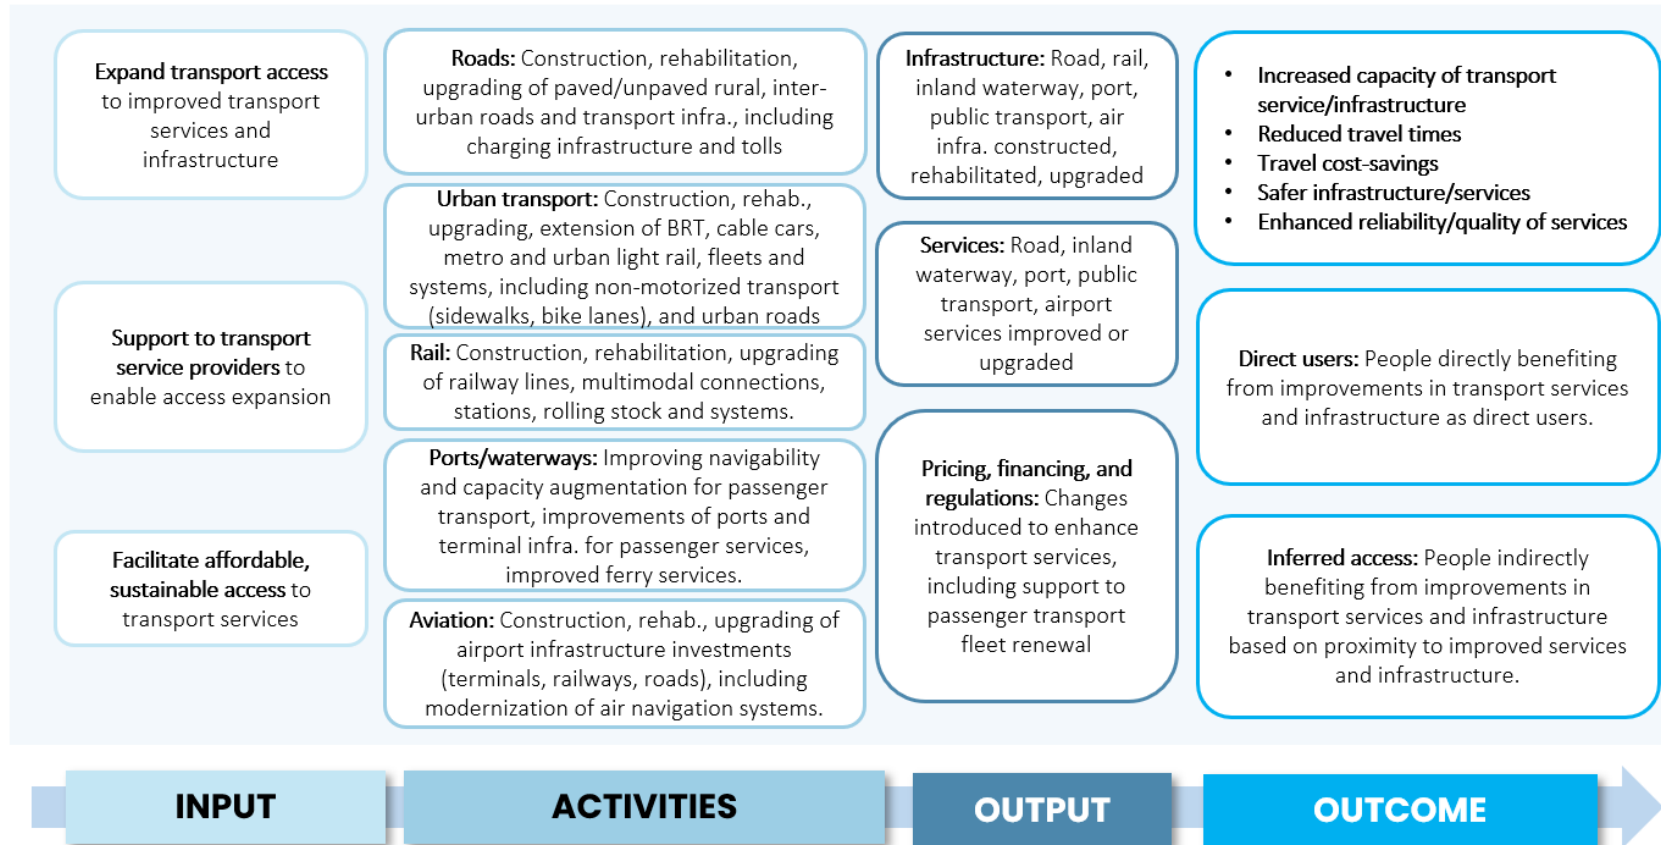 Expand transport access
to improved transport
services and
infrastructure
Support to transport
service providers to
enable access expansion
Facilitate affordable,
sustainable access to
transport services
Roads: Construction, rehabilitation,
upgrading of paved/unpaved rural, inter-
urban roads and transport infra., including
charging infrastructure and tolls
Urban transport: Construction, rehab.,
upgrading, extension of BRT, cable cars,
metro and urban light rail, fleets and
systems, including non-motorized transport
(sidewalks, bike lanes), and urban roads
Rail: Construction, rehabilitation, upgrading
of railway lines, multimodal connections,
stations, rolling stock and systems.
Ports/waterways: Improving navigability
and capacity augmentation for passenger
transport, improvements of ports and
terminal infra. for passenger services,
improved ferry services.
Aviation: Construction, rehab., upgrading of
airport infrastructure investments
(terminals, railways, roads), including
modernization of air navigation systems.
Infrastructure: Road, rail,
inland waterway, port,
public transport, air
infra. constructed,
rehabilitated, upgraded
Services: Road, inland
waterway, port, public
transport, airport
services improved or
upgraded
Pricing, financing, and
regulations: Changes
introduced to enhance
transport services,
including support to
passenger transport
fleet renewal
• Increased capacity of transport
service/infrastructure
• Reduced travel times
• Travel cost-savings
• Safer infrastructure/services
• Enhanced reliability/quality of services
Direct users: People directly benefiting
from improvements in transport services
and infrastructure as direct users.
Inferred access: People indirectly
benefiting from improvements in
transport services and infrastructure
based on proximity to improved services
and infrastructure.
INPUT
ACTIVITIES
OUTPUT
OUTCOME